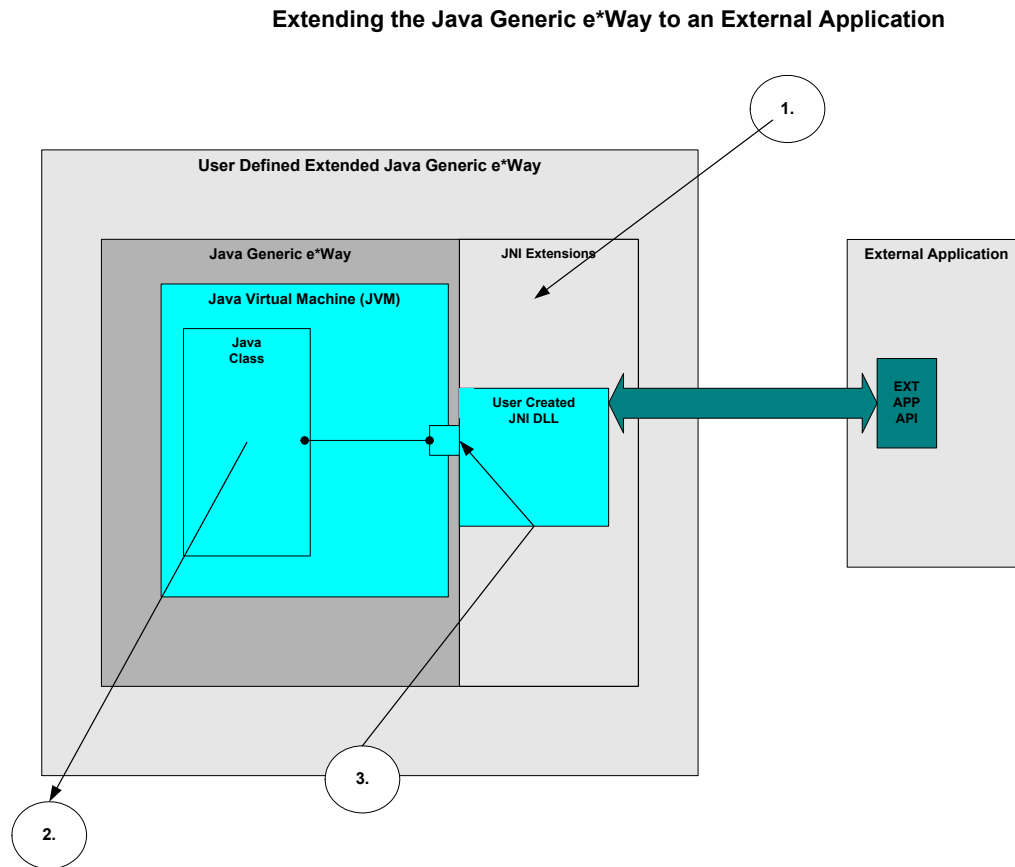 Extending the Java Generic e*Way to an External Application
1.
User Defined Extended Java Generic e*Way
Java Generic e*Way
JNI Extensions
External Application
Java Virtual Machine (JVM)
Java
Class
User Created
JNI DLL
EXT
APP
API
3.
2.